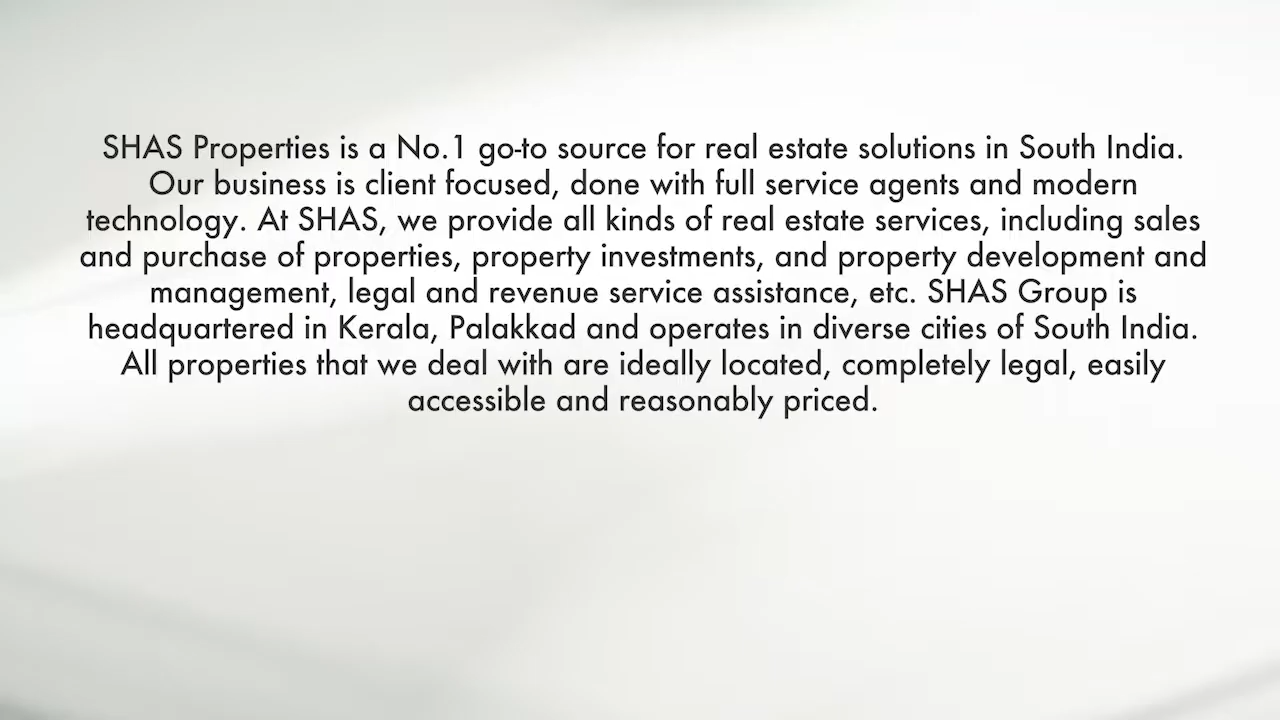 SHAS Properties is a No.1 go-to source for real estate solutions in South India.
Our business is client focused, done with full service agents and modern
technology. At SHAS, we provide all kinds of real estate services, including sales
and purchase of properties, property investments, and property development and
management, legal and revenue service assistance, etc. SHAS Group is
headquartered in Kerala, Palakkad and operates in diverse cities of South India.
All properties that we deal with are ideally located, completely legal, easily
accessible and reasonably priced.